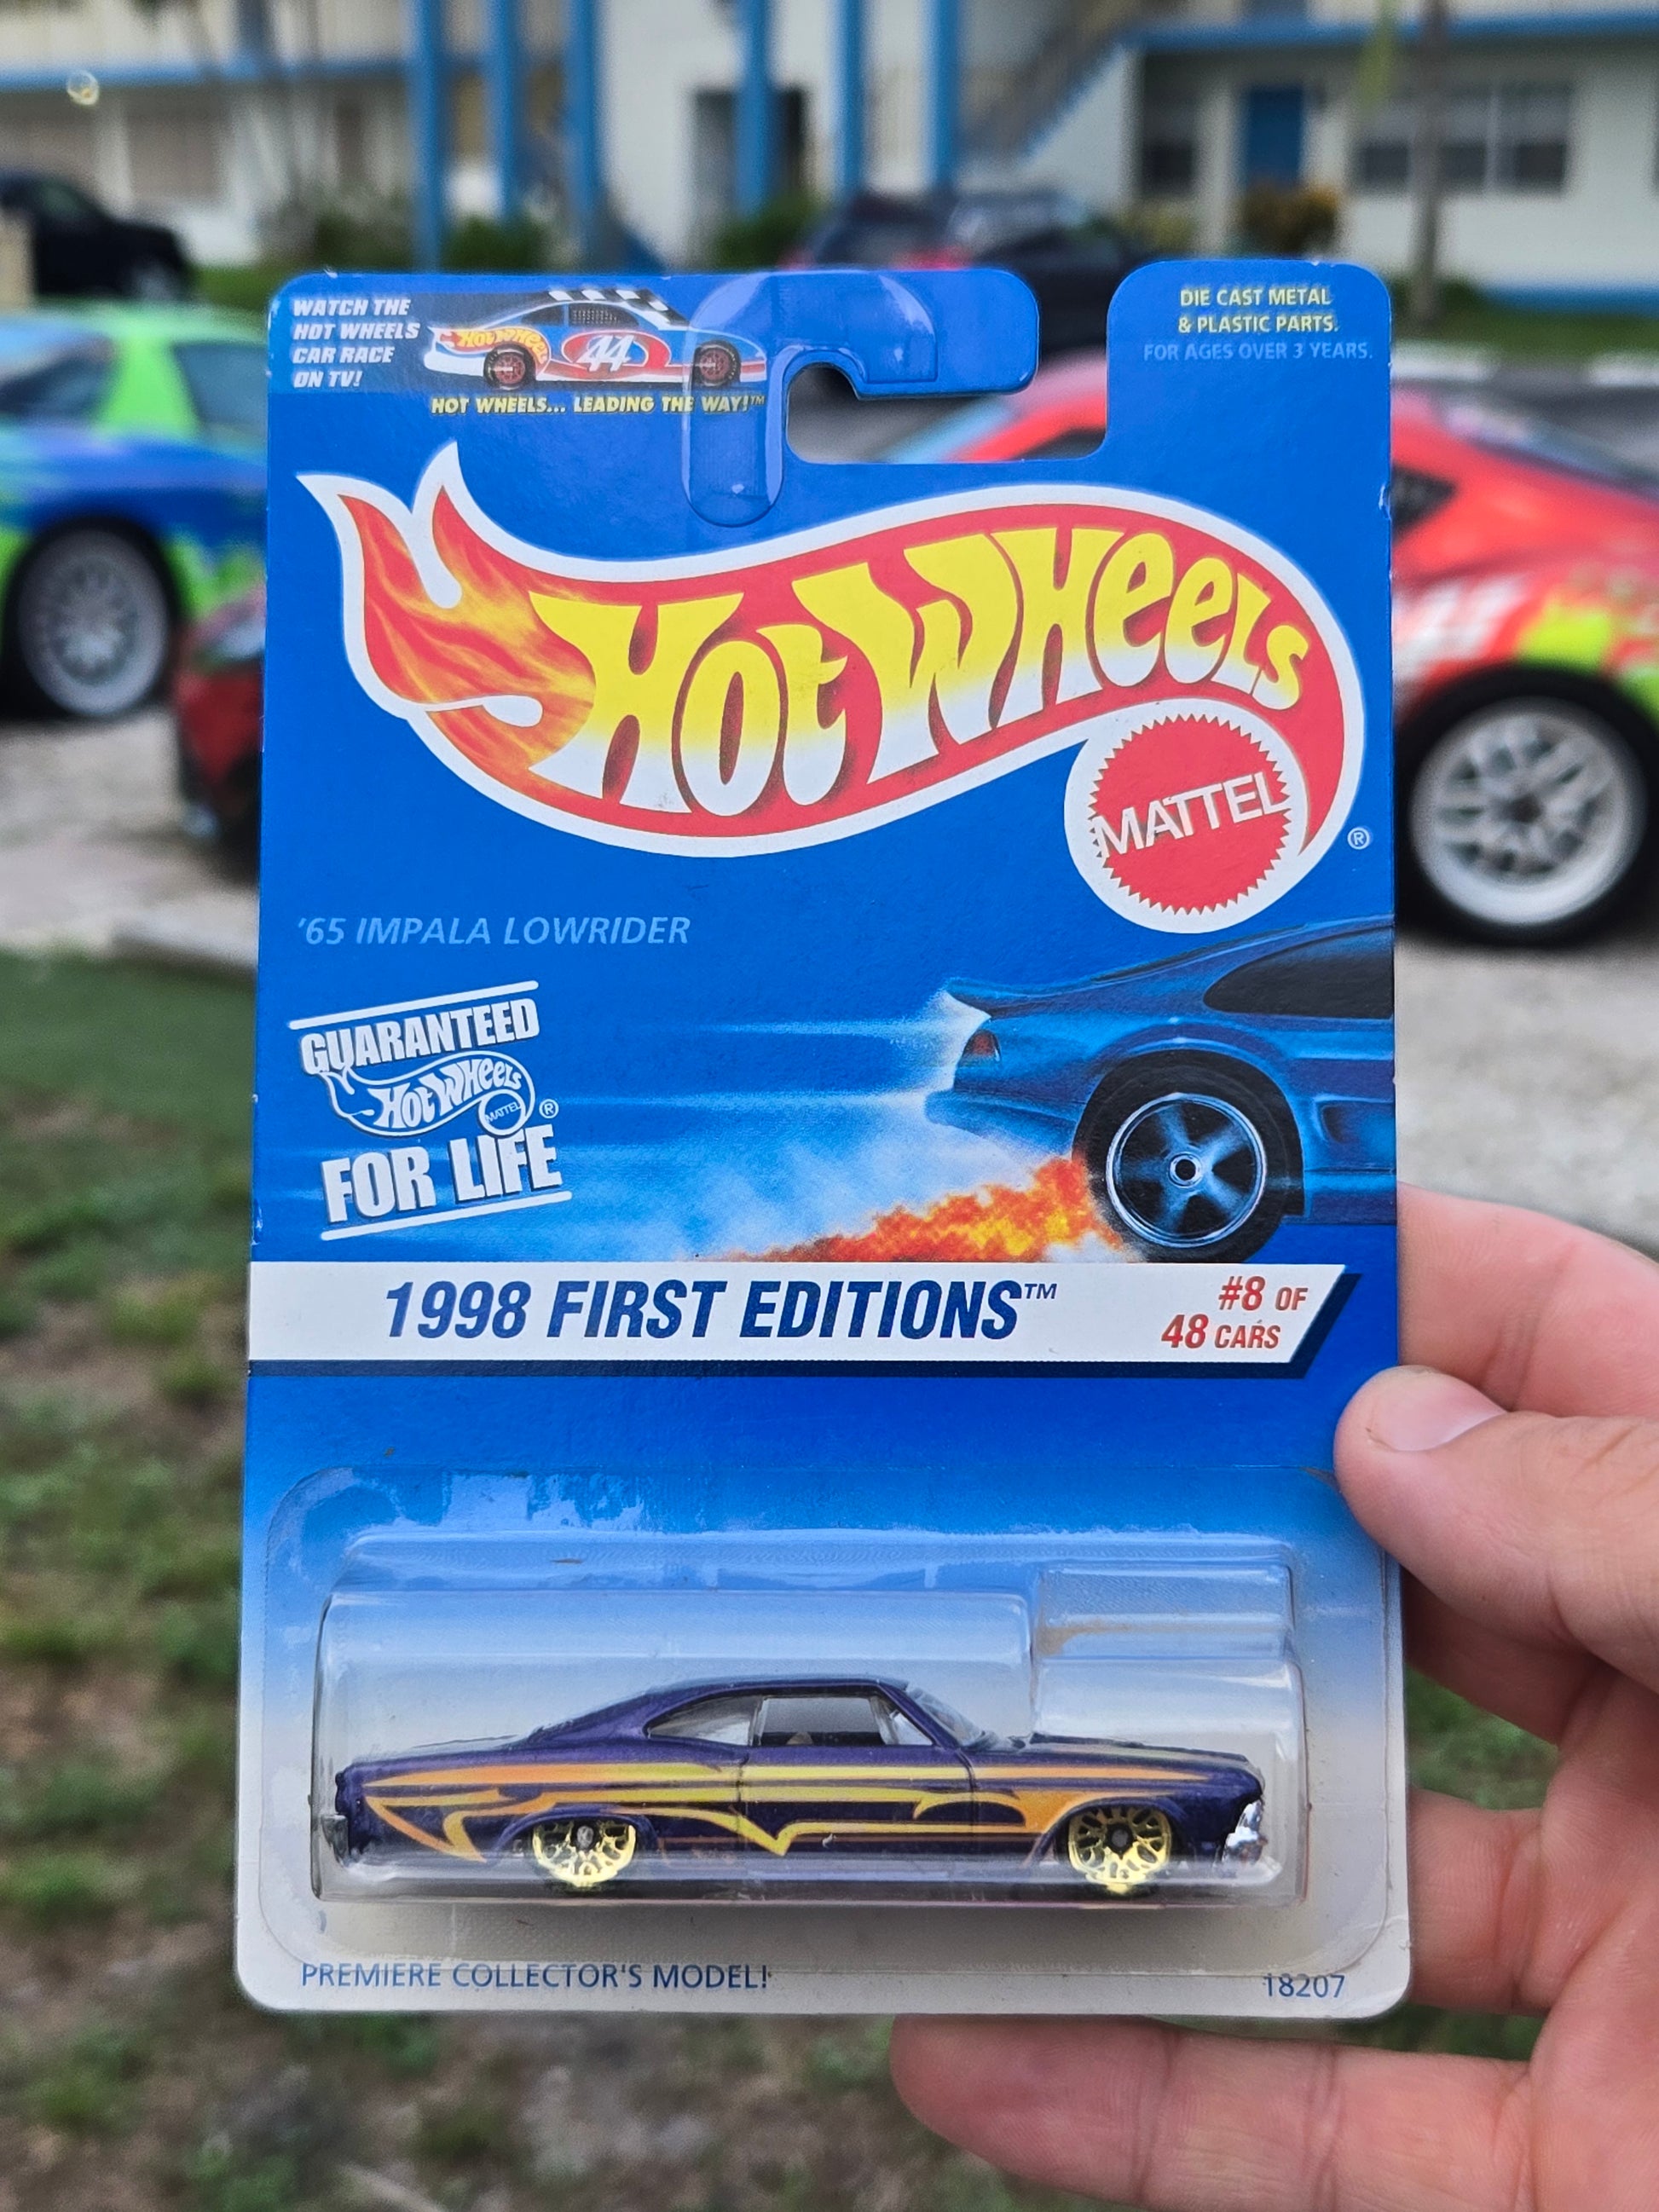 WATCH THE
HOT WHEELS
CAR RACE
ON TV!
HOT WHEELS
44
HOT WHEELS... LEADING THE WAY!™
DIE CAST METAL
& PLASTIC PARTS.
FOR AGES OVER 3 YEARS.
HOT WHEELS
MATTEL
®
'65 IMPALA LOWRIDER
GUARANTEED
HOT WHEELS
MATTEL ®
FOR LIFE
1998 FIRST EDITIONS™
#8 OF
48 CARS
PREMIERE COLLECTOR'S MODEL!
18207